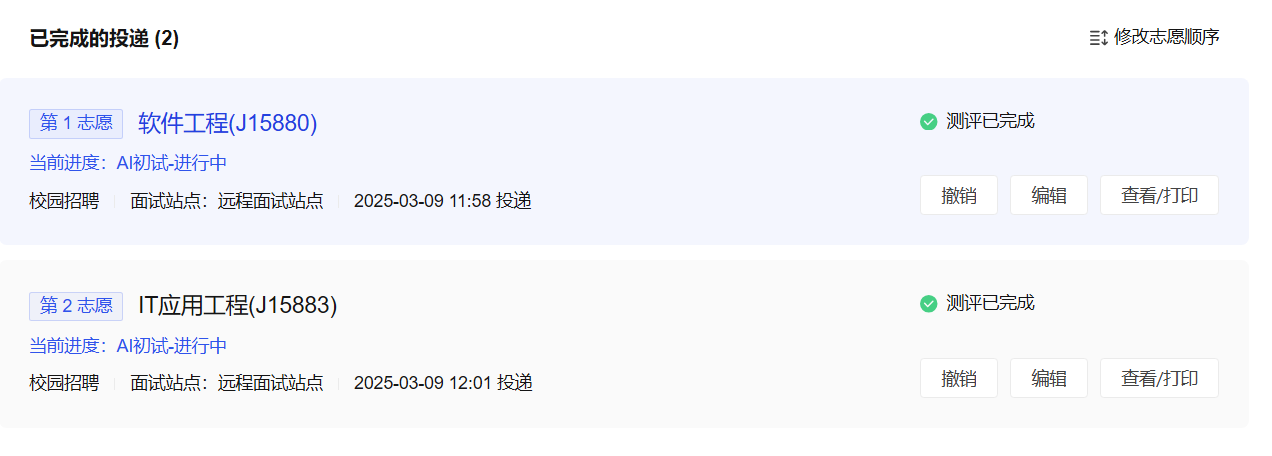 已完成的投递 (2)
修改志愿顺序
第 1 志愿 软件工程(J15880)
测评已完成
当前进度：AI初试-进行中
校园招聘 面试站点：远程面试站点 2025-03-09 11:58 投递
撤销 编辑 查看/打印
第 2 志愿 IT应用工程(J15883)
测评已完成
当前进度：AI初试-进行中
校园招聘 面试站点：远程面试站点 2025-03-09 12:01 投递
撤销 编辑 查看/打印